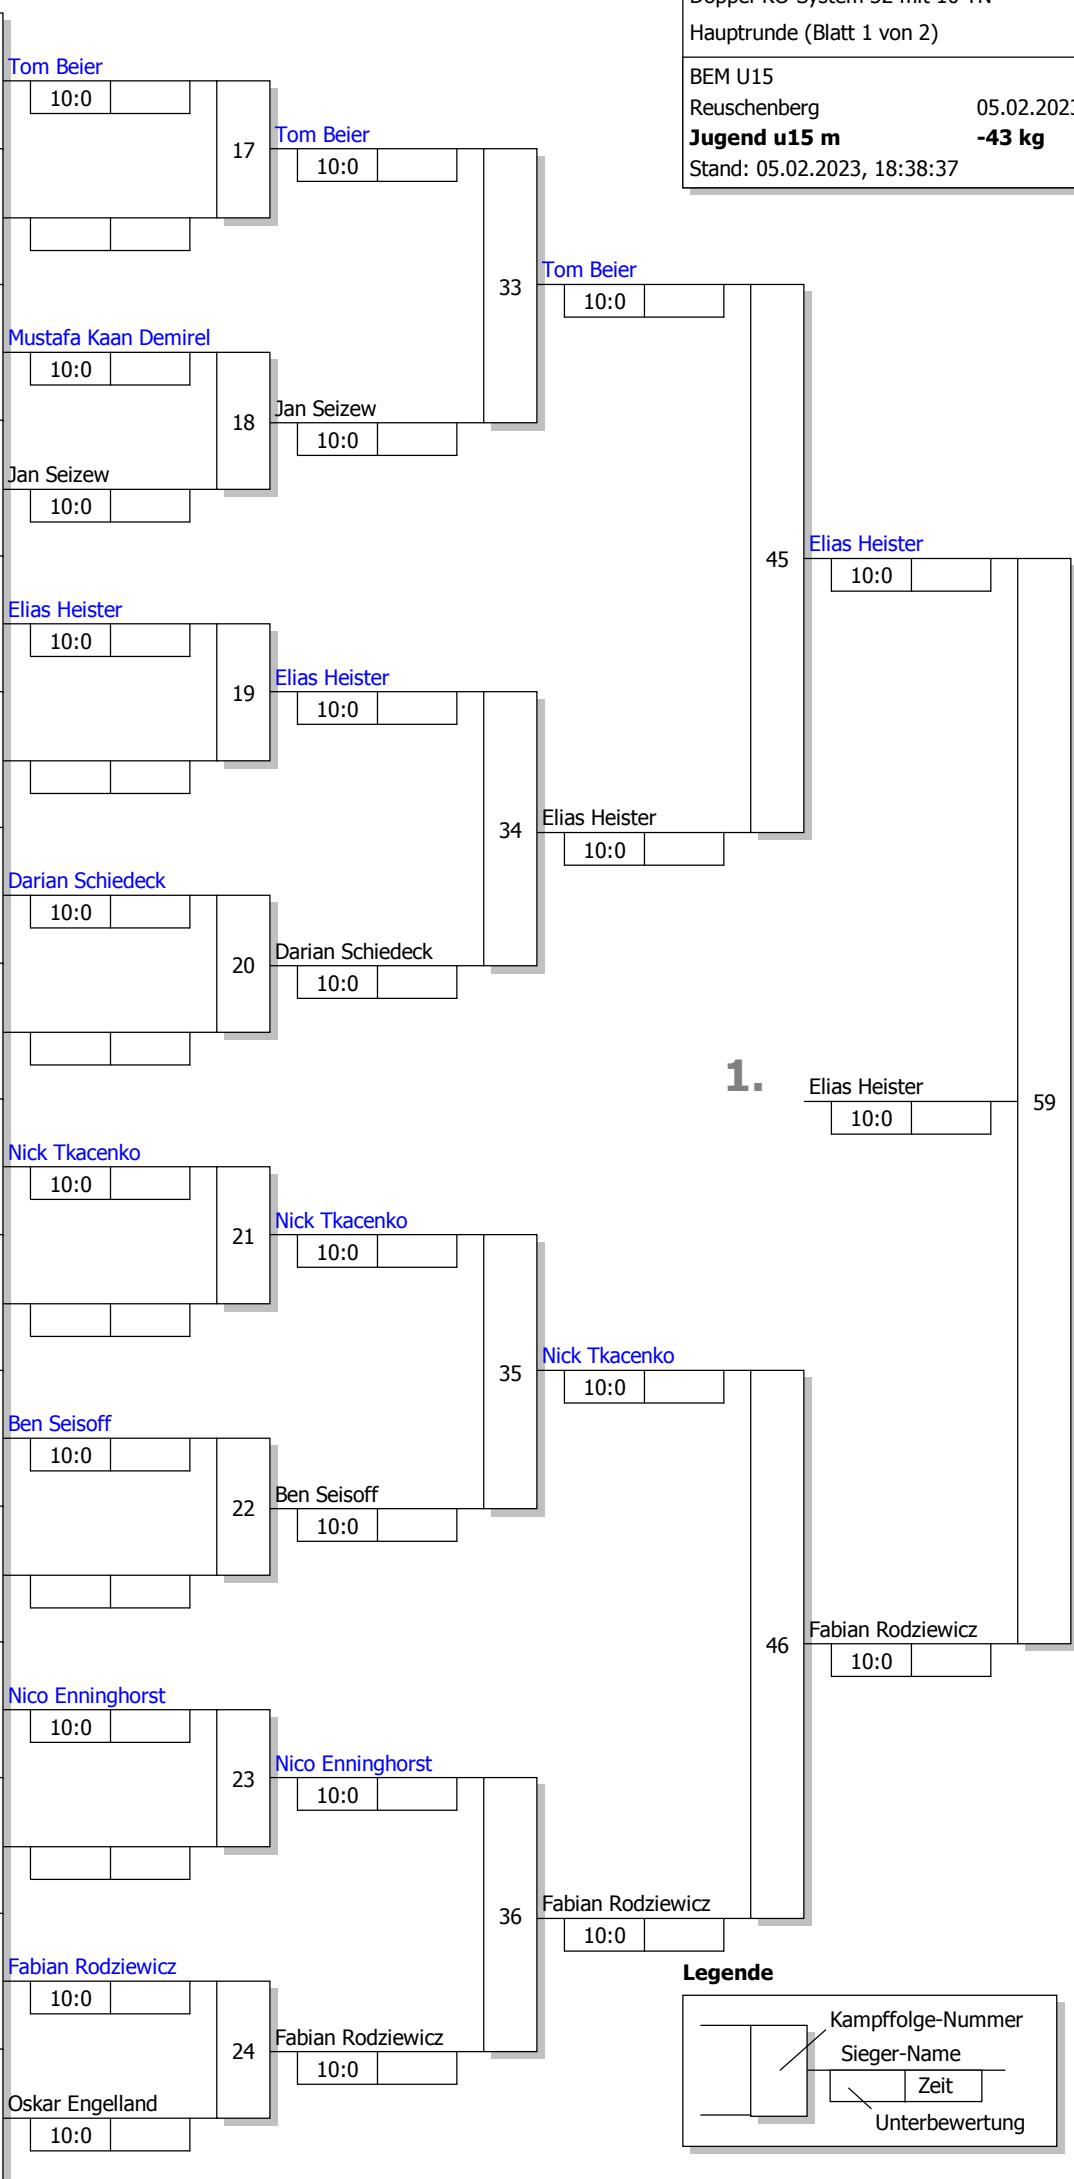 Hauptrunde (Blatt 1 von 2)
BEM U15
Reuschenberg 05.02.2023
Jugend u15 m -43 kg
Stand: 05.02.2023, 18:38:37
Tom Beier
10:0
17
Tom Beier
10:0
33
Tom Beier
10:0
Mustafa Kaan Demirel
10:0
18
Jan Seizew
10:0
Jan Seizew
10:0
45
Elias Heister
10:0
Elias Heister
10:0
19
Elias Heister
10:0
34
Elias Heister
10:0
Darian Schiedeck
10:0
20
Darian Schiedeck
10:0
1.
Elias Heister
10:0
59
Nick Tkacenko
10:0
21
Nick Tkacenko
10:0
35
Nick Tkacenko
10:0
Ben Seisoff
10:0
22
Ben Seisoff
10:0
46
Fabian Rodziewicz
10:0
Nico Enninghorst
10:0
23
Nico Enninghorst
10:0
36
Fabian Rodziewicz
10:0
Fabian Rodziewicz
10:0
24
Fabian Rodziewicz
10:0
Oskar Engelland
10:0
Legende
Kampffolge-Nummer
Sieger-Name
Zeit
Unterbewertung